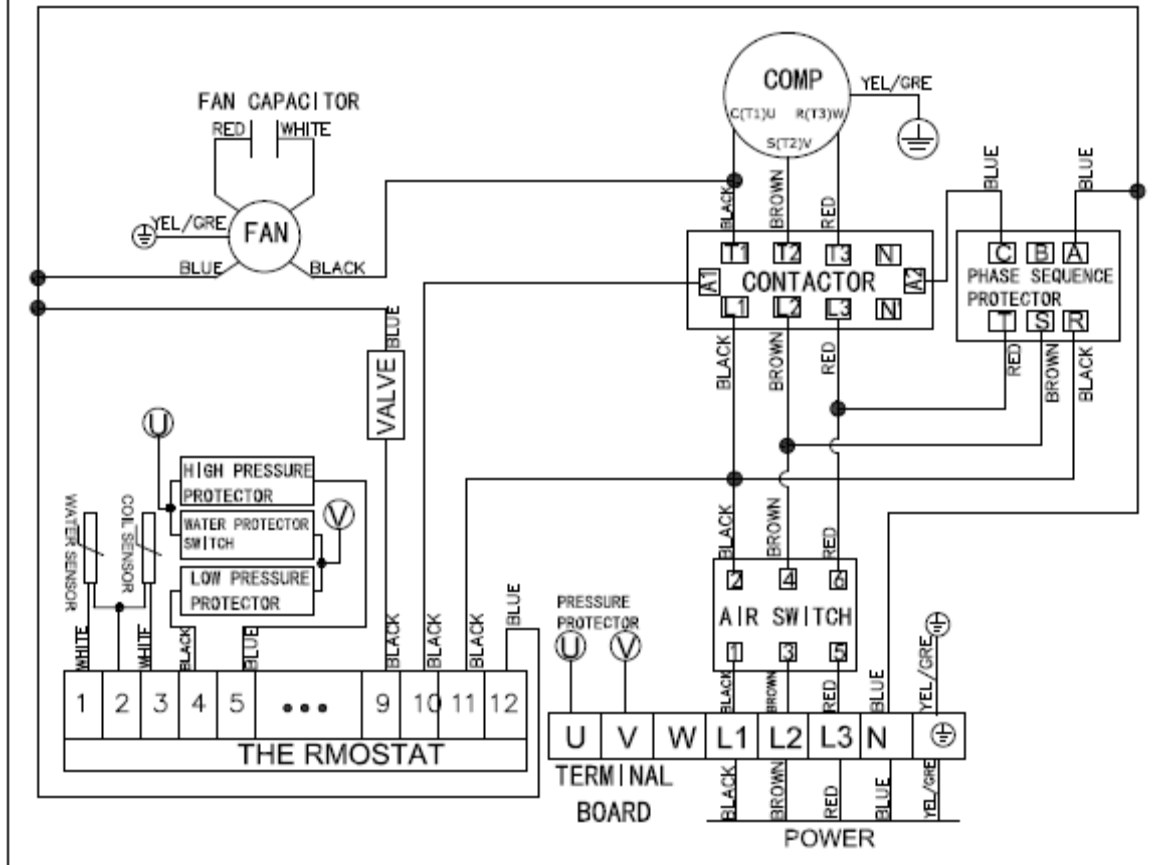 FAN CAPACITOR
RED
WHITE
YEL/GRE
FAN
BLUE
BLACK
COMP
C(T1)U
R(T3)W
S(T2)V
YEL/GRE
BLACK
BROWN
RED
BLUE
BLUE
T1
T2
T3
N
A1
CONTACTOR
A2
L1
L2
L3
N
C
B
A
PHASE SEQUENCE
PROTECTOR
T
S
R
BLACK
BROWN
RED
RED
BROWN
BLACK
BLUE
VALVE
U
HIGH PRESSURE
PROTECTOR
WATER PROTECTOR
SWITCH
V
LOW PRESSURE
PROTECTOR
WATER SENSOR
COIL SENSOR
WHITE
WHITE
BLACK
BLUE
BLACK
BLACK
BLACK
BLUE
1
2
3
4
5
•••
9
10
11
12
THE RMOSTAT
BLACK
BROWN
RED
2
4
6
AIR SWITCH
1
3
5
PRESSURE
PROTECTOR
U
V
BLACK
BROWN
RED
BLUE
YEL/GRE
U
V
W
L1
L2
L3
N
TERMINAL
BOARD
BLACK
BROWN
RED
BLUE
YEL/GRE
POWER